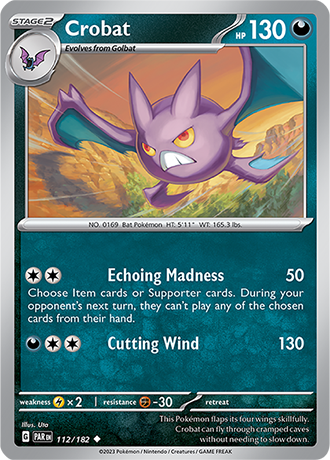 STAGE2 Crobat HP 130
Evolves from Golbat
NO. 0169 Bat Pokémon HT: 5'11" WT: 165.3 lbs.
Echoing Madness 50
Choose Item cards or Supporter cards. During your
opponent's next turn, they can't play any of the chosen
cards from their hand.
Cutting Wind 130
weakness ×2 resistance -30 retreat
Illus. Uto
G PAR EN 112/182
This Pokémon flaps its four wings skillfully.
Crobat can fly through cramped caves
without needing to slow down.
©2023 Pokémon / Nintendo / Creatures / GAME FREAK